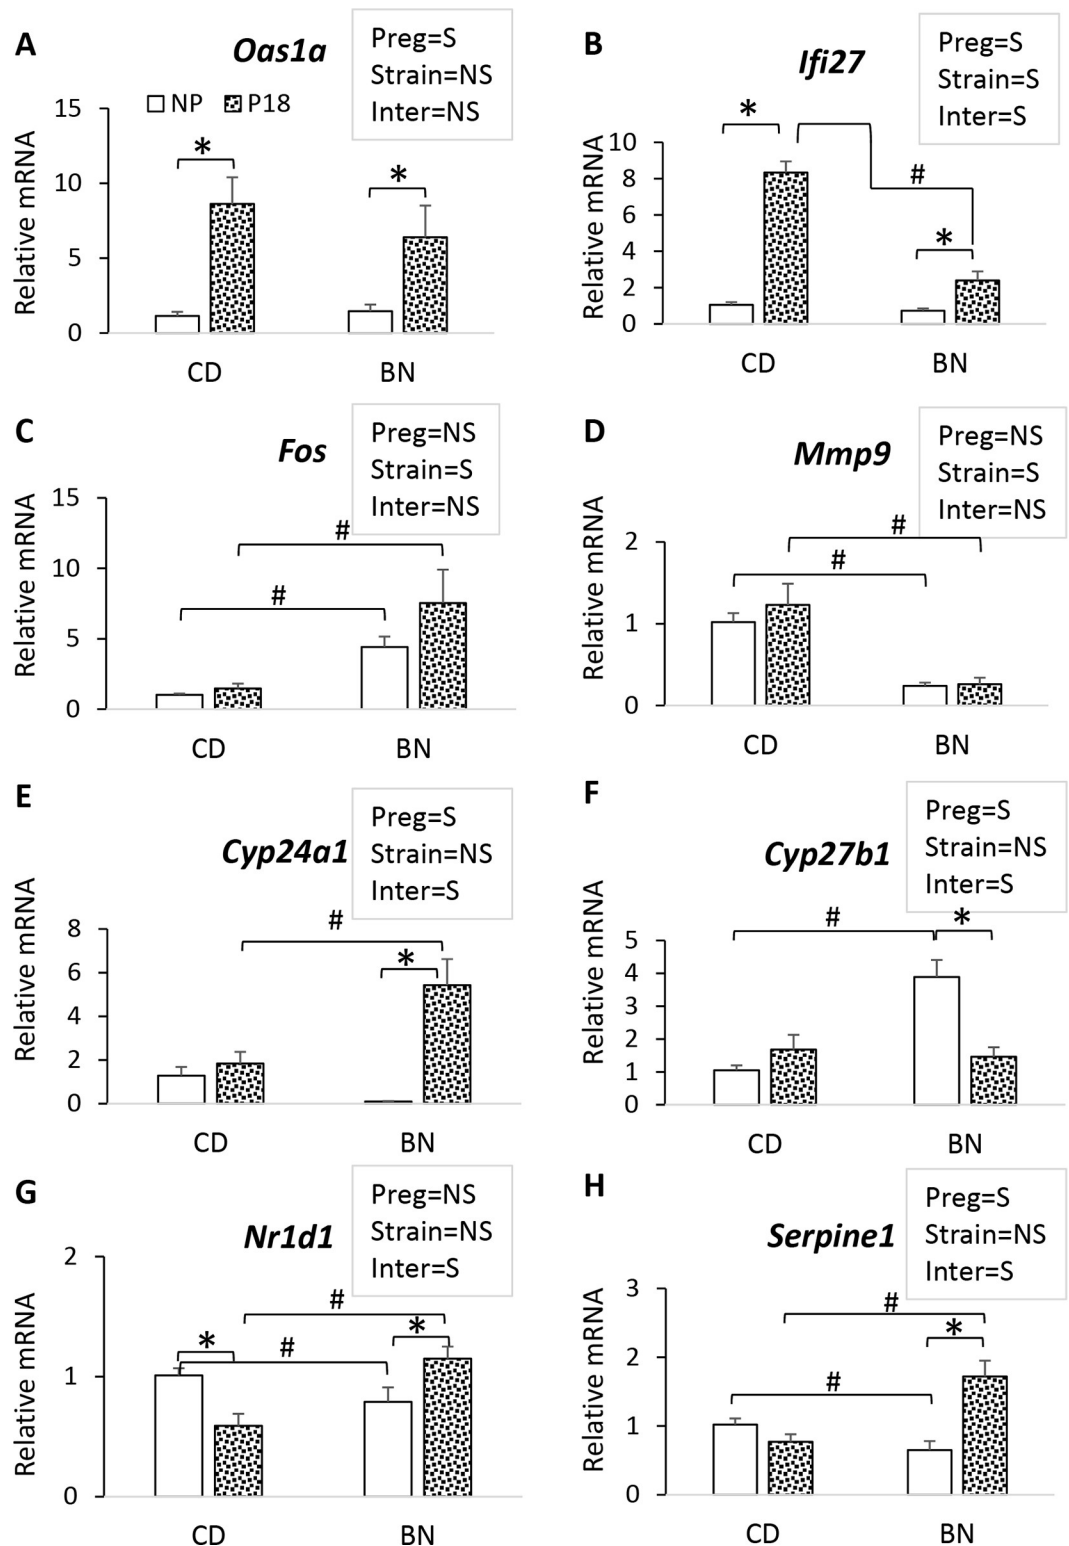 A
Oas1a
Preg=S
Strain=NS
Inter=NS
NP P18
Relative mRNA
15
10
5
0
*
*
CD BN
B
Ifi27
Preg=S
Strain=S
Inter=S
Relative mRNA
10
8
6
4
2
0
*
#
*
CD BN
C
Fos
Preg=NS
Strain=S
Inter=NS
Relative mRNA
15
10
5
0
#
#
CD BN
D
Mmp9
Preg=NS
Strain=S
Inter=NS
Relative mRNA
2
1
0
#
#
CD BN
E
Cyp24a1
Preg=S
Strain=NS
Inter=S
Relative mRNA
8
6
4
2
0
#
*
CD BN
F
Cyp27b1
Preg=S
Strain=NS
Inter=S
Relative mRNA
5
4
3
2
1
0
# *
CD BN
G
Nr1d1
Preg=NS
Strain=NS
Inter=S
Relative mRNA
2
1
0
#
* # *
CD BN
H
Serpine1
Preg=S
Strain=NS
Inter=S
Relative mRNA
3
2
1
0
#
*
#
CD BN